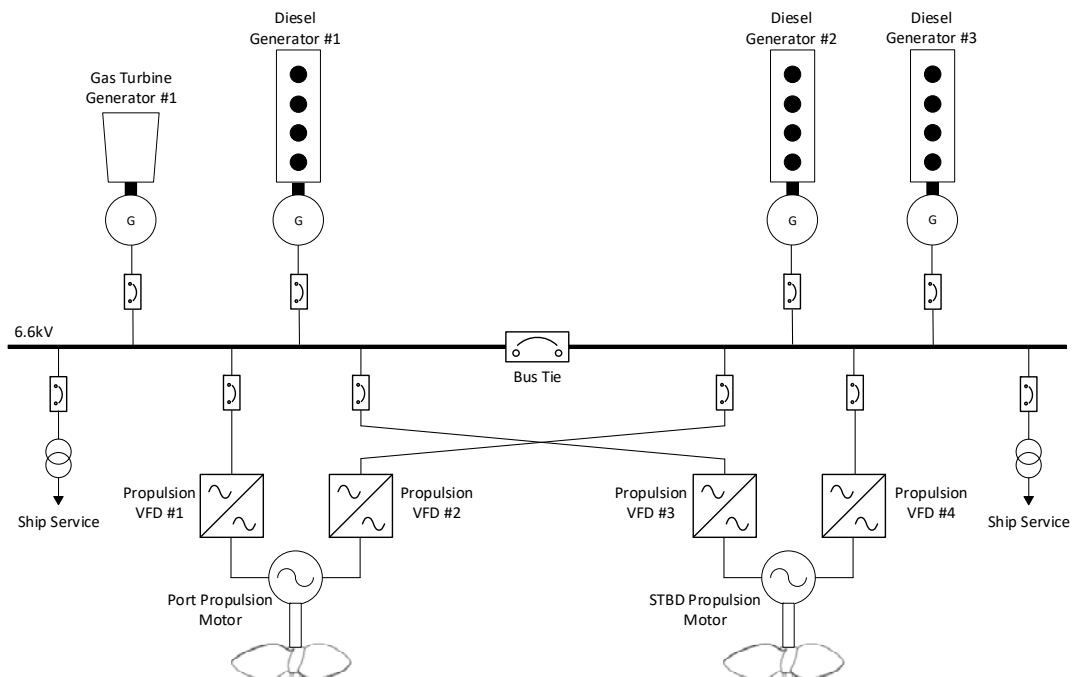 Diesel
Generator #1
Diesel
Generator #2
Diesel
Generator #3
Gas Turbine
Generator #1
G
G
G
G
6.6kV
Bus Tie
Propulsion
VFD #1
Propulsion
VFD #2
Propulsion
VFD #3
Propulsion
VFD #4
Ship Service
Ship Service
Port Propulsion
Motor
STBD Propulsion
Motor